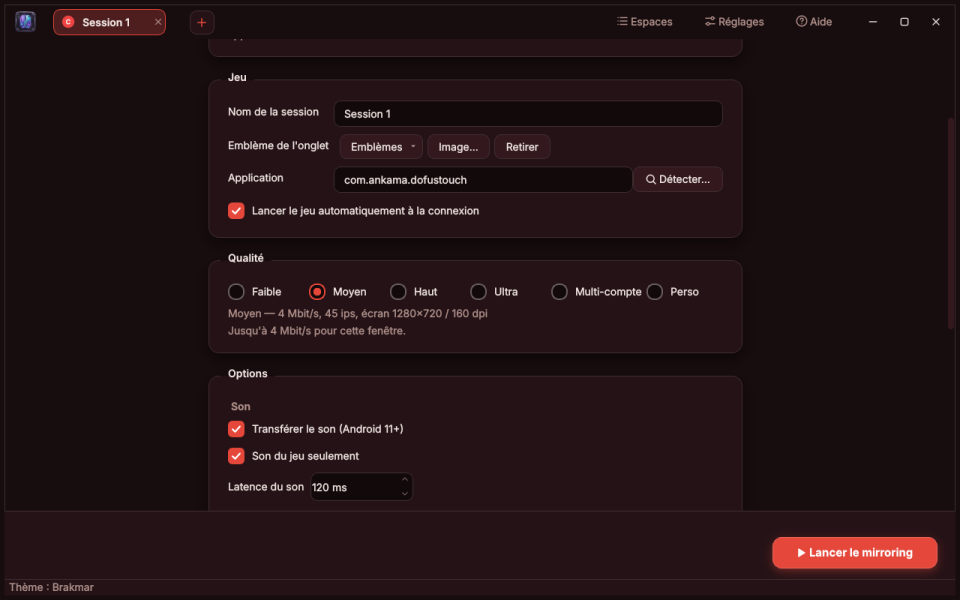 C Session 1
Espaces
Réglages
Aide
Jeu
Nom de la session
Session 1
Emblème de l'onglet
Emblèmes
Image...
Retirer
Application
com.ankama.dofustouch
Détecter...
Lancer le jeu automatiquement à la connexion
Qualité
Faible
Moyen
Haut
Ultra
Multi-compte
Perso
Moyen — 4 Mbit/s, 45 ips, écran 1280×720 / 160 dpi
Jusqu'à 4 Mbit/s pour cette fenêtre.
Options
Son
Transférer le son (Android 11+)
Son du jeu seulement
Latence du son
120 ms
Lancer le mirroring
Thème : Brakmar